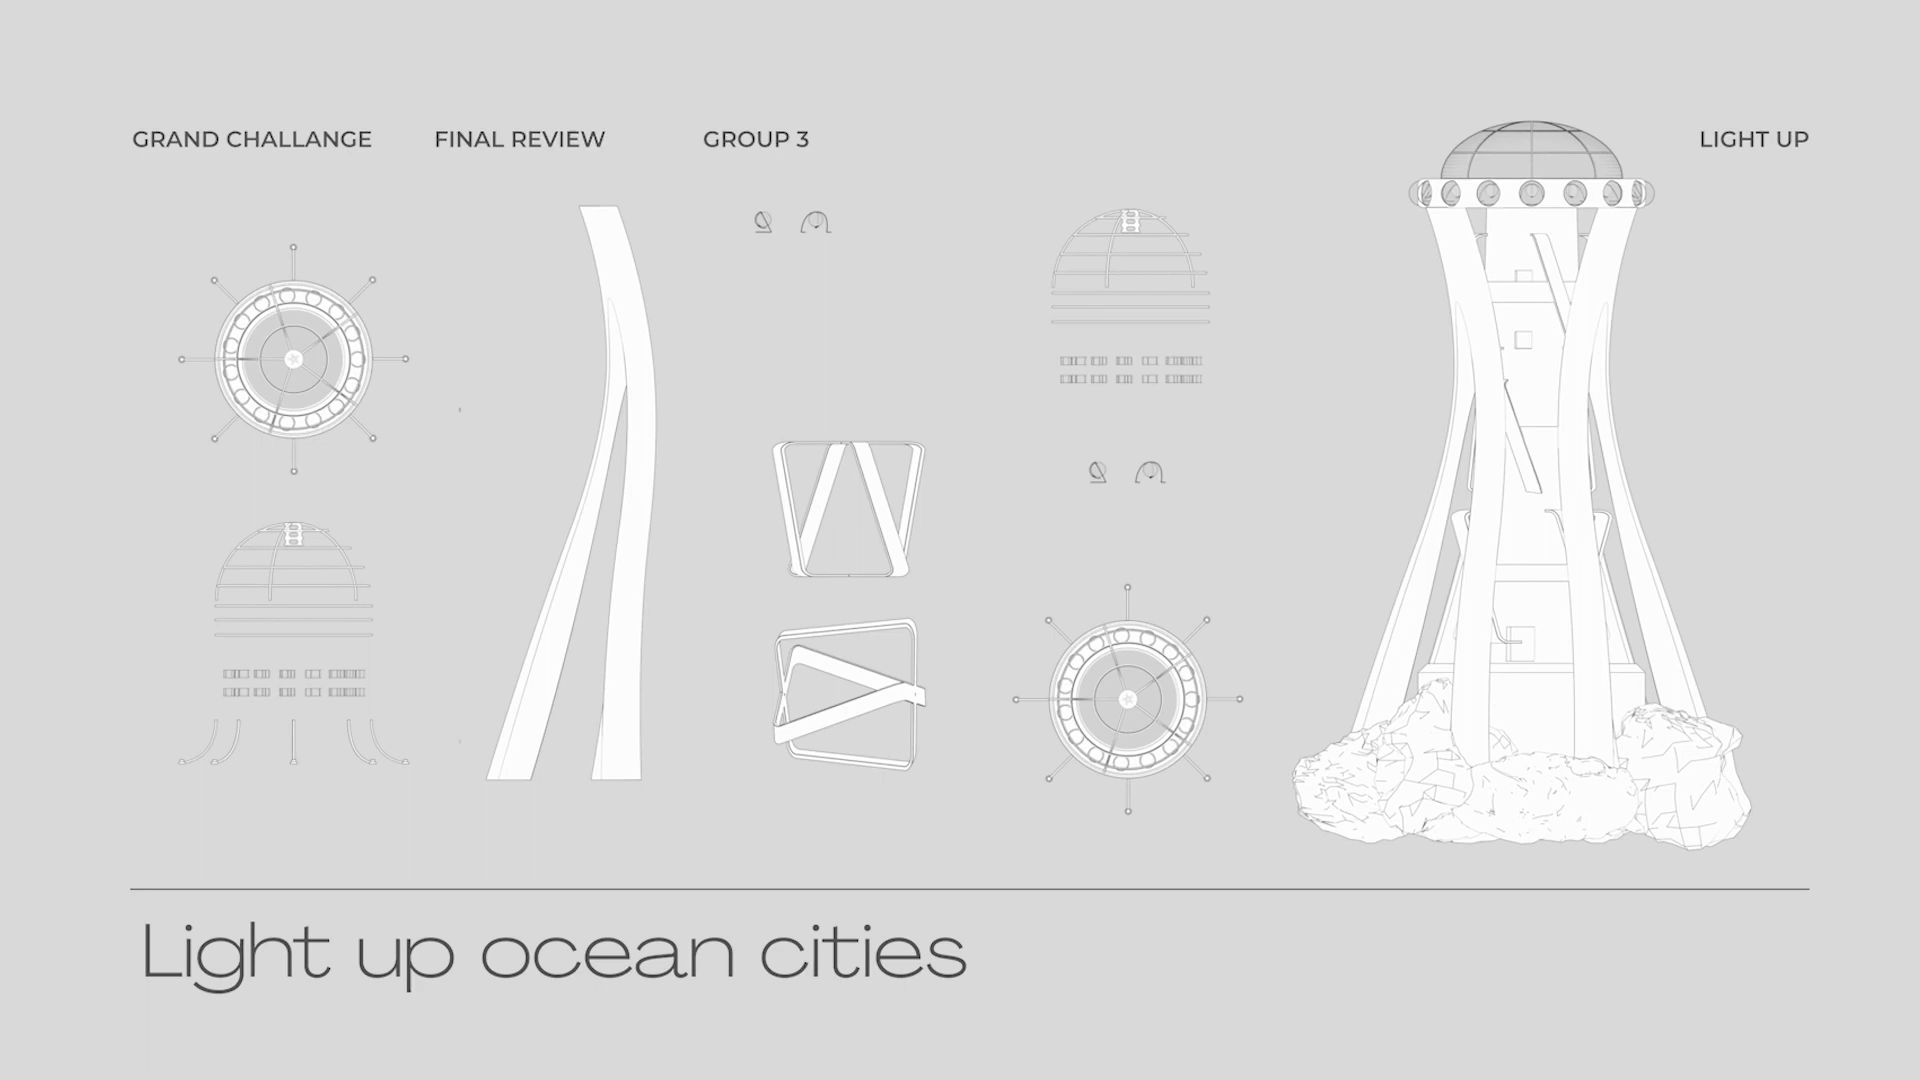 GRAND CHALLANGE
FINAL REVIEW
GROUP 3
LIGHT UP
Light up ocean cities